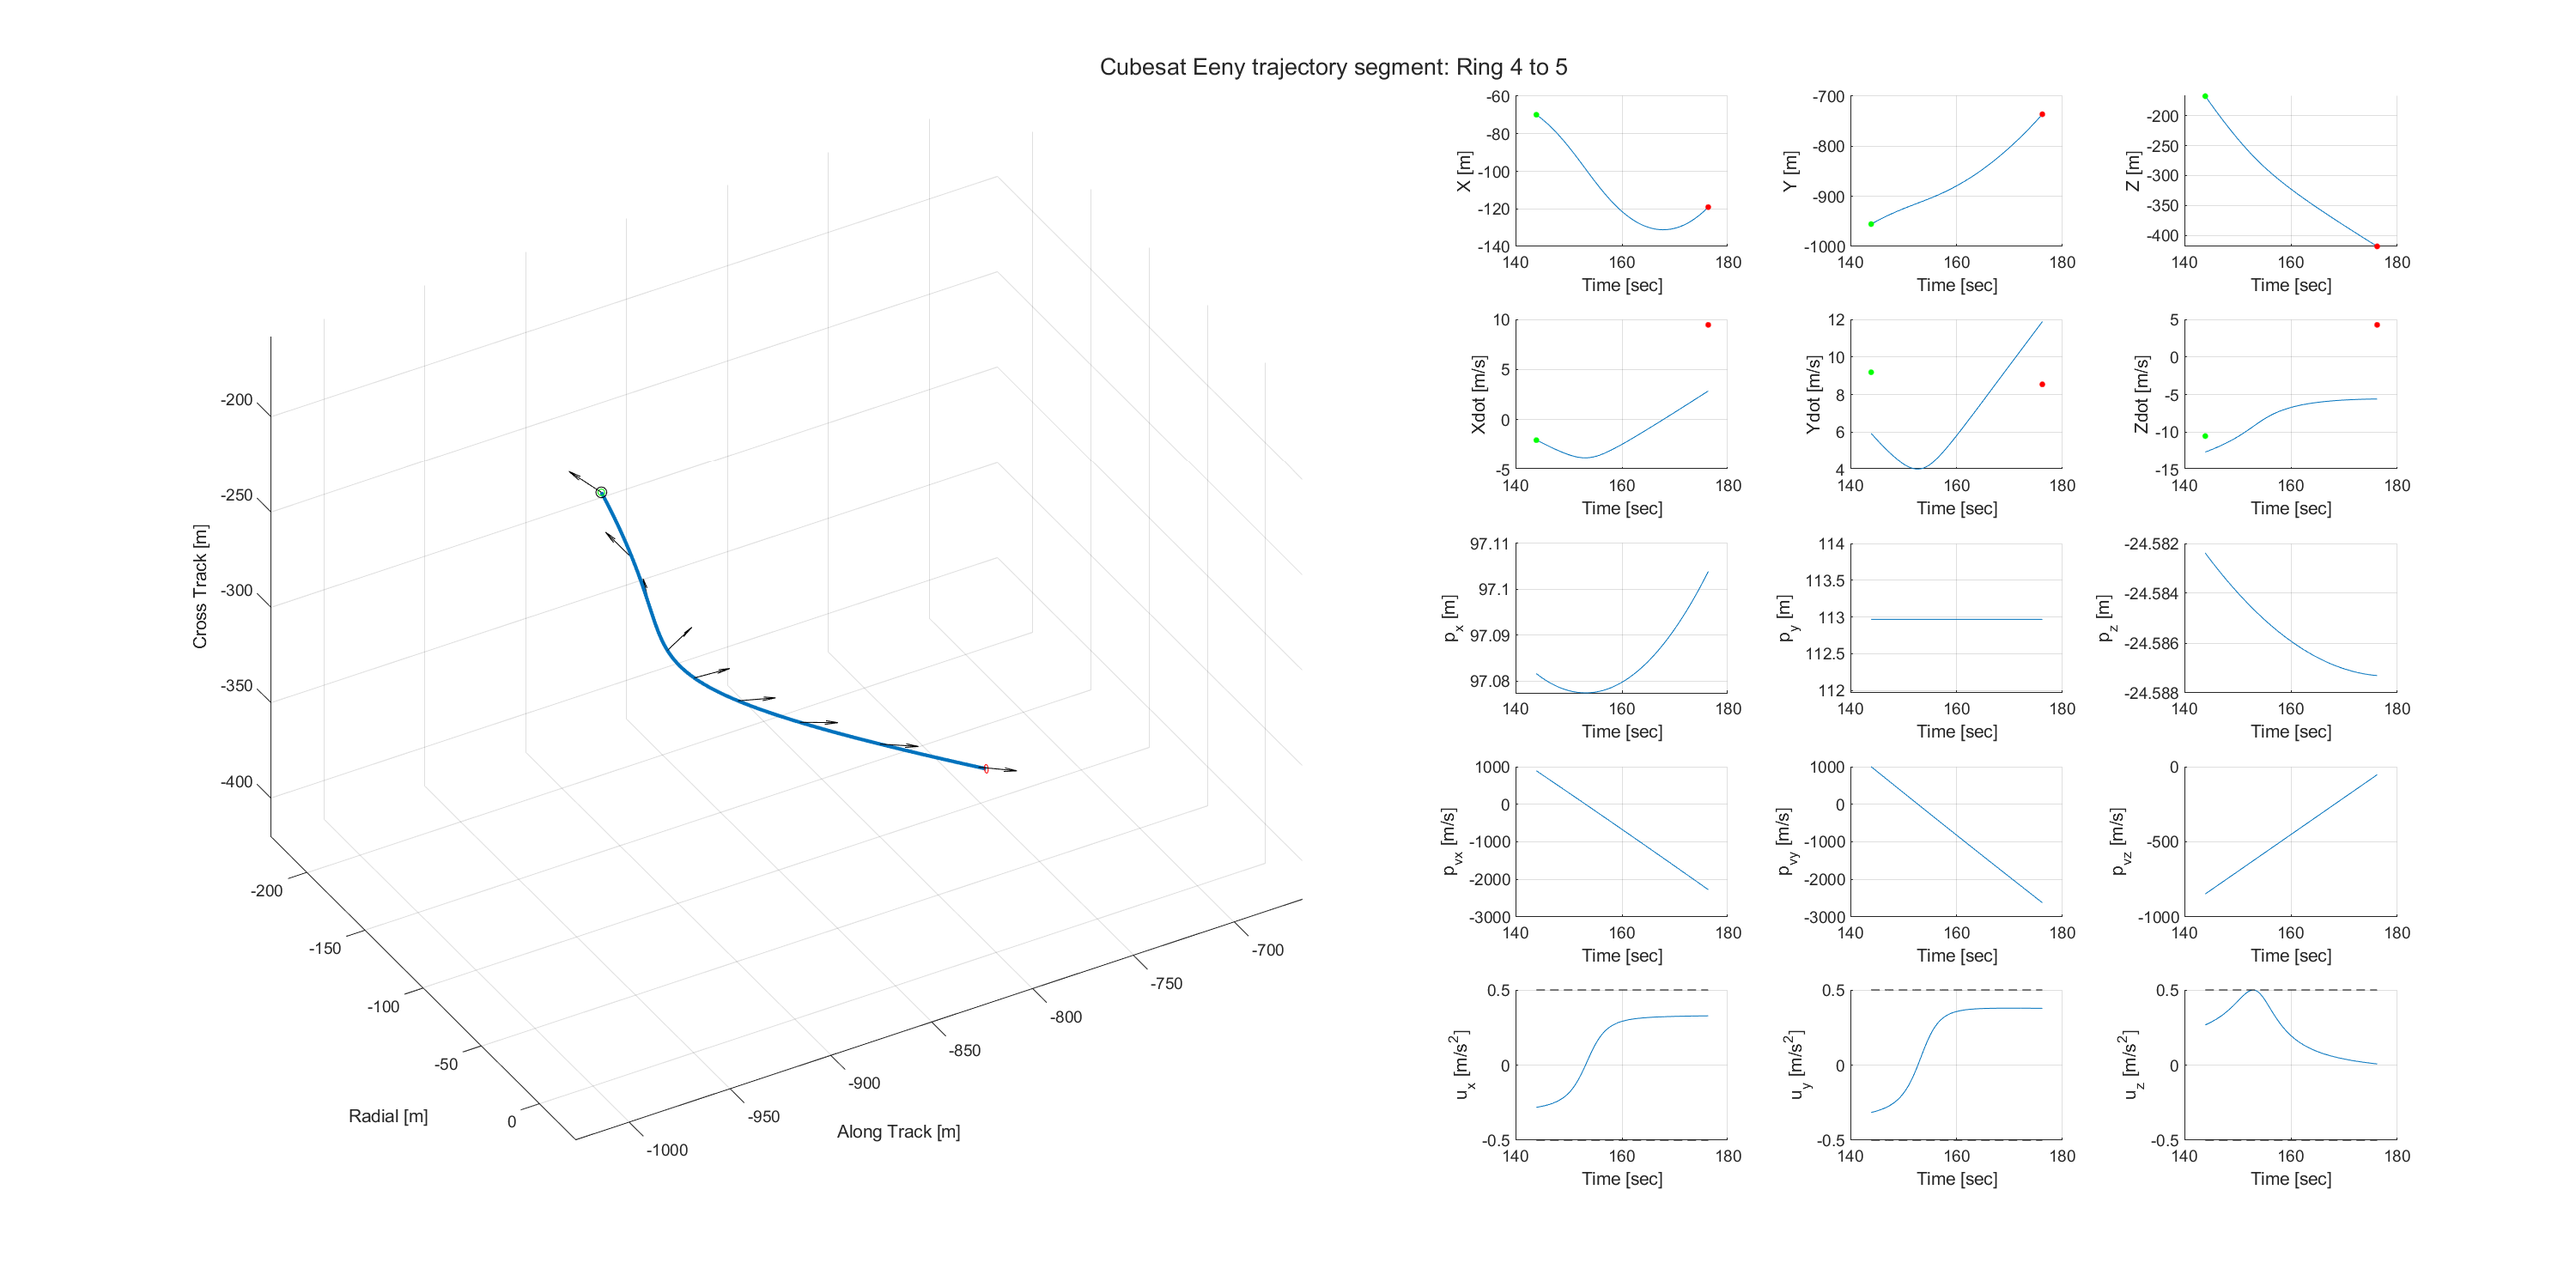 Cubesat Eeny trajectory segment: Ring 4 to 5
Cross Track [m]
-200
-250
-300
-350
-400
Radial [m]
-200
-150
-100
-50
0
Along Track [m]
-1000
-950
-900
-850
-800
-750
-700
X [m]
-60
-80
-100
-120
-140
140 160 180
Time [sec]
Y [m]
-700
-800
-900
-1000
140 160 180
Time [sec]
Z [m]
-200
-250
-300
-350
-400
140 160 180
Time [sec]
Xdot [m/s]
10
5
0
-5
140 160 180
Time [sec]
Ydot [m/s]
12
10
8
6
4
140 160 180
Time [sec]
Zdot [m/s]
5
0
-5
-10
-15
140 160 180
Time [sec]
p_x [m]
97.11
97.1
97.09
97.08
140 160 180
Time [sec]
p_y [m]
114
113.5
113
112.5
112
140 160 180
Time [sec]
p_z [m]
-24.582
-24.584
-24.586
-24.588
140 160 180
Time [sec]
p_vx [m/s]
1000
0
-1000
-2000
-3000
140 160 180
Time [sec]
p_vy [m/s]
1000
0
-1000
-2000
-3000
140 160 180
Time [sec]
p_vz [m/s]
0
-500
-1000
140 160 180
Time [sec]
u_x [m/s²]
0.5
0
-0.5
140 160 180
Time [sec]
u_y [m/s²]
0.5
0
-0.5
140 160 180
Time [sec]
u_z [m/s²]
0.5
0
-0.5
140 160 180
Time [sec]